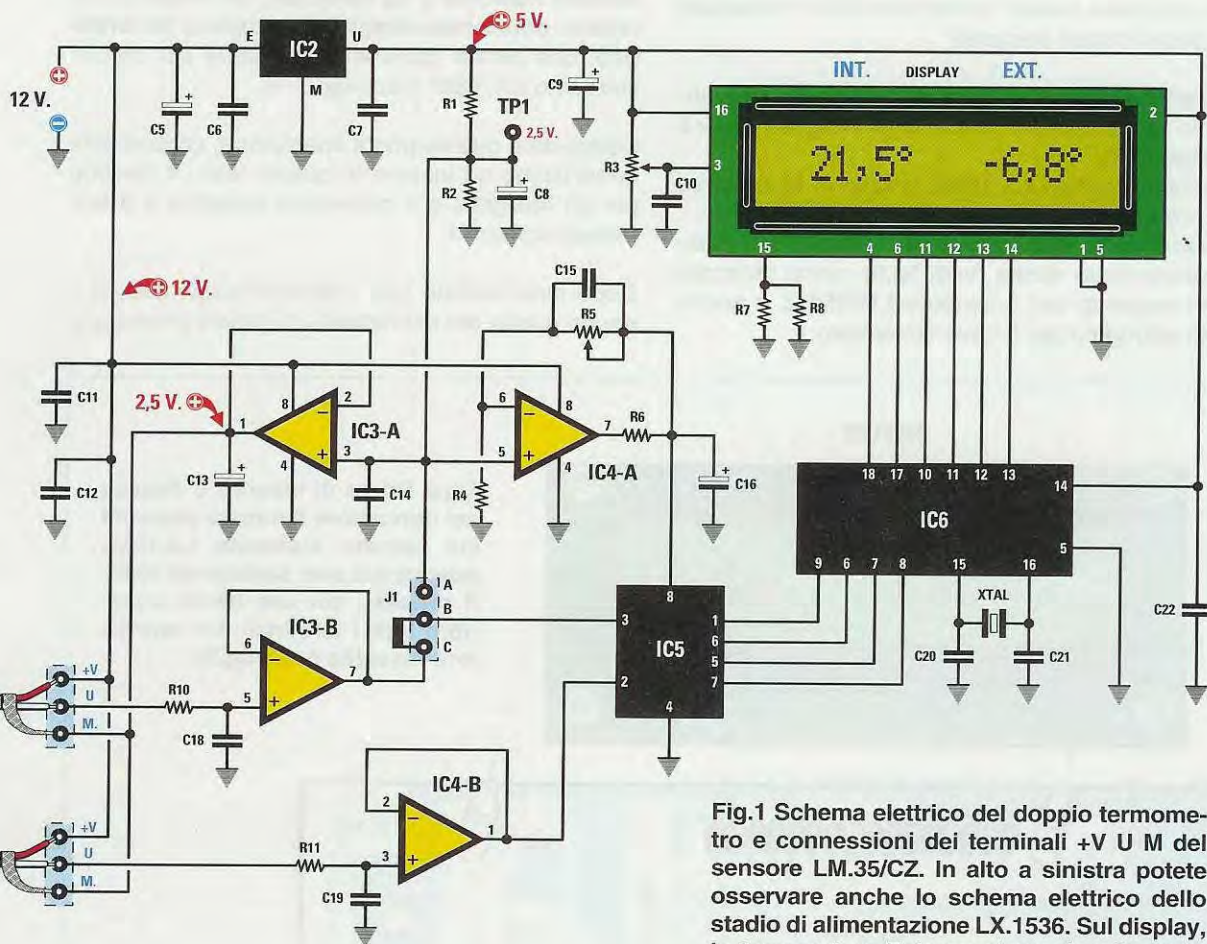 5 V.
E IC2 U
M
12 V.
C5
C6
C7
R1
TP1
2,5 V.
R2
C8
C9
R3
C10
INT. DISPLAY EXT.
16
2
3
21,5° -6,8°
15 4 6 11 12 13 14 1 5
R7
R8
12 V.
C15
R5
C11
2,5 V.
8
2
1
IC3-A
3
4
C12
C13
C14
6
8
7
R6
5
IC4-A
4
R4
C16
18 17 10 11 12 13
14
IC6
5
9 6 7 8 15 16
XTAL
C20
C21
C22
J1
A
B
C
IC3-B
6
7
5
R10
C18
+V
U
M.
8
3
1
IC5
6
2
5
7
4
IC4-B
2
1
3
R11
C19
+V
U
M.
Fig.1 Schema elettrico del doppio termome-
tro e connessioni dei terminali +V U M del
sensore LM.35/CZ. In alto a sinistra potete
osservare anche lo schema elettrico dello
stadio di alimentazione LX.1536. Sul display,